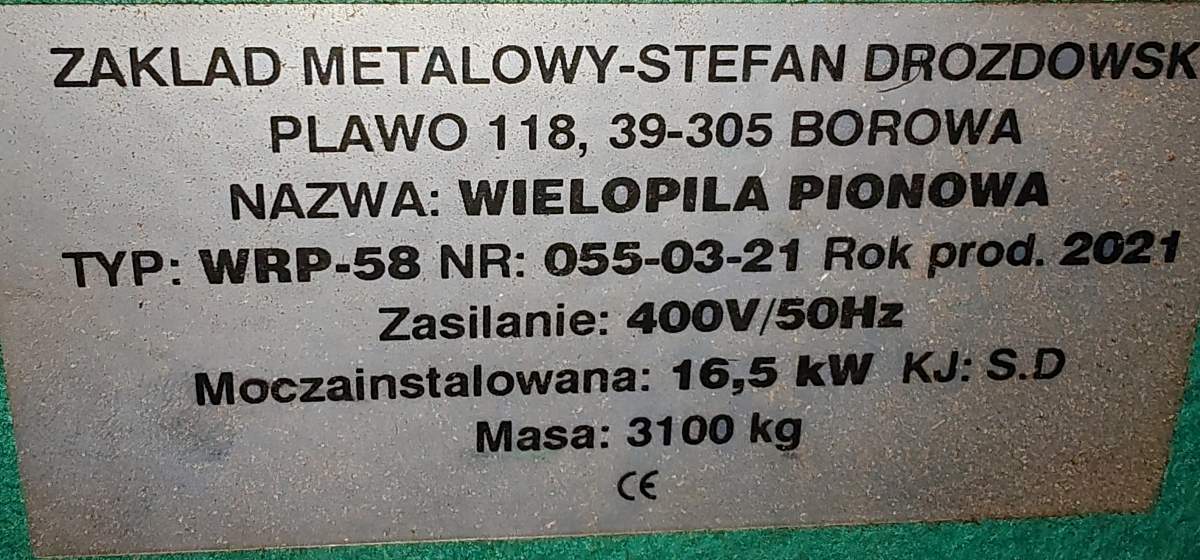 ZAKLAD METALOWY-STEFAN DROZDOWSK
PLAWO 118, 39-305 BOROWA
NAZWA: WIELOPILA PIONOWA
TYP: WRP-58 NR: 055-03-21 Rok prod. 2021
Zasilanie: 400V/50Hz
Moczainstalowana: 16,5 kW KJ: S.D
Masa: 3100 kg
CE